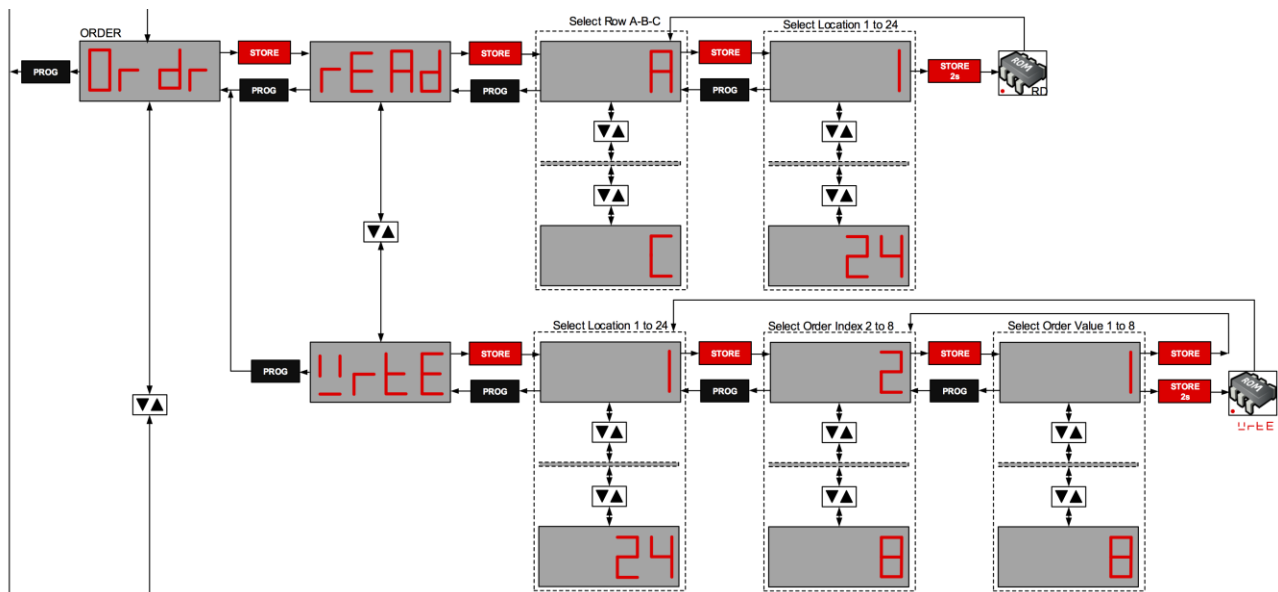 ORDER
Select Row A-B-C
Select Location 1 to 24
PROG
Ordr
STORE
PROG
rEAd
STORE
PROG
A
STORE
PROG
1
STORE
2s
ROM
RD
C
24
Select Location 1 to 24
Select Order Index 2 to 8
Select Order Value 1 to 8
PROG
WrtE
STORE
PROG
1
STORE
PROG
2
STORE
PROG
1
STORE
STORE
2s
ROM
WrtE
24
8
8